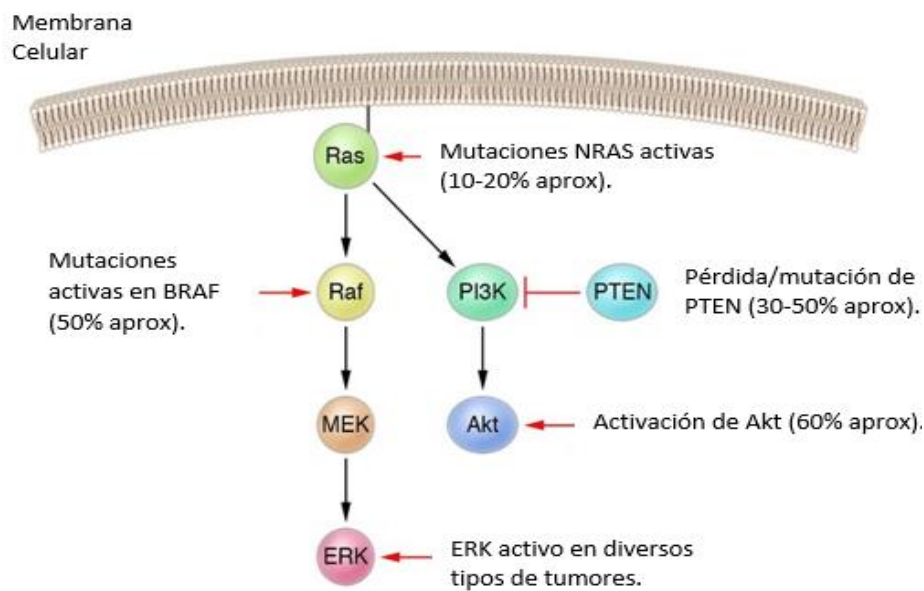 Membrana
Celular
Ras
Mutaciones NRAS activas
(10-20% aprox).
Mutaciones
activas en BRAF
(50% aprox).
Raf
PI3K
PTEN
Pérdida/mutación de
PTEN (30-50% aprox).
MEK
Akt
Activación de Akt (60% aprox).
ERK
ERK activo en diversos
tipos de tumores.